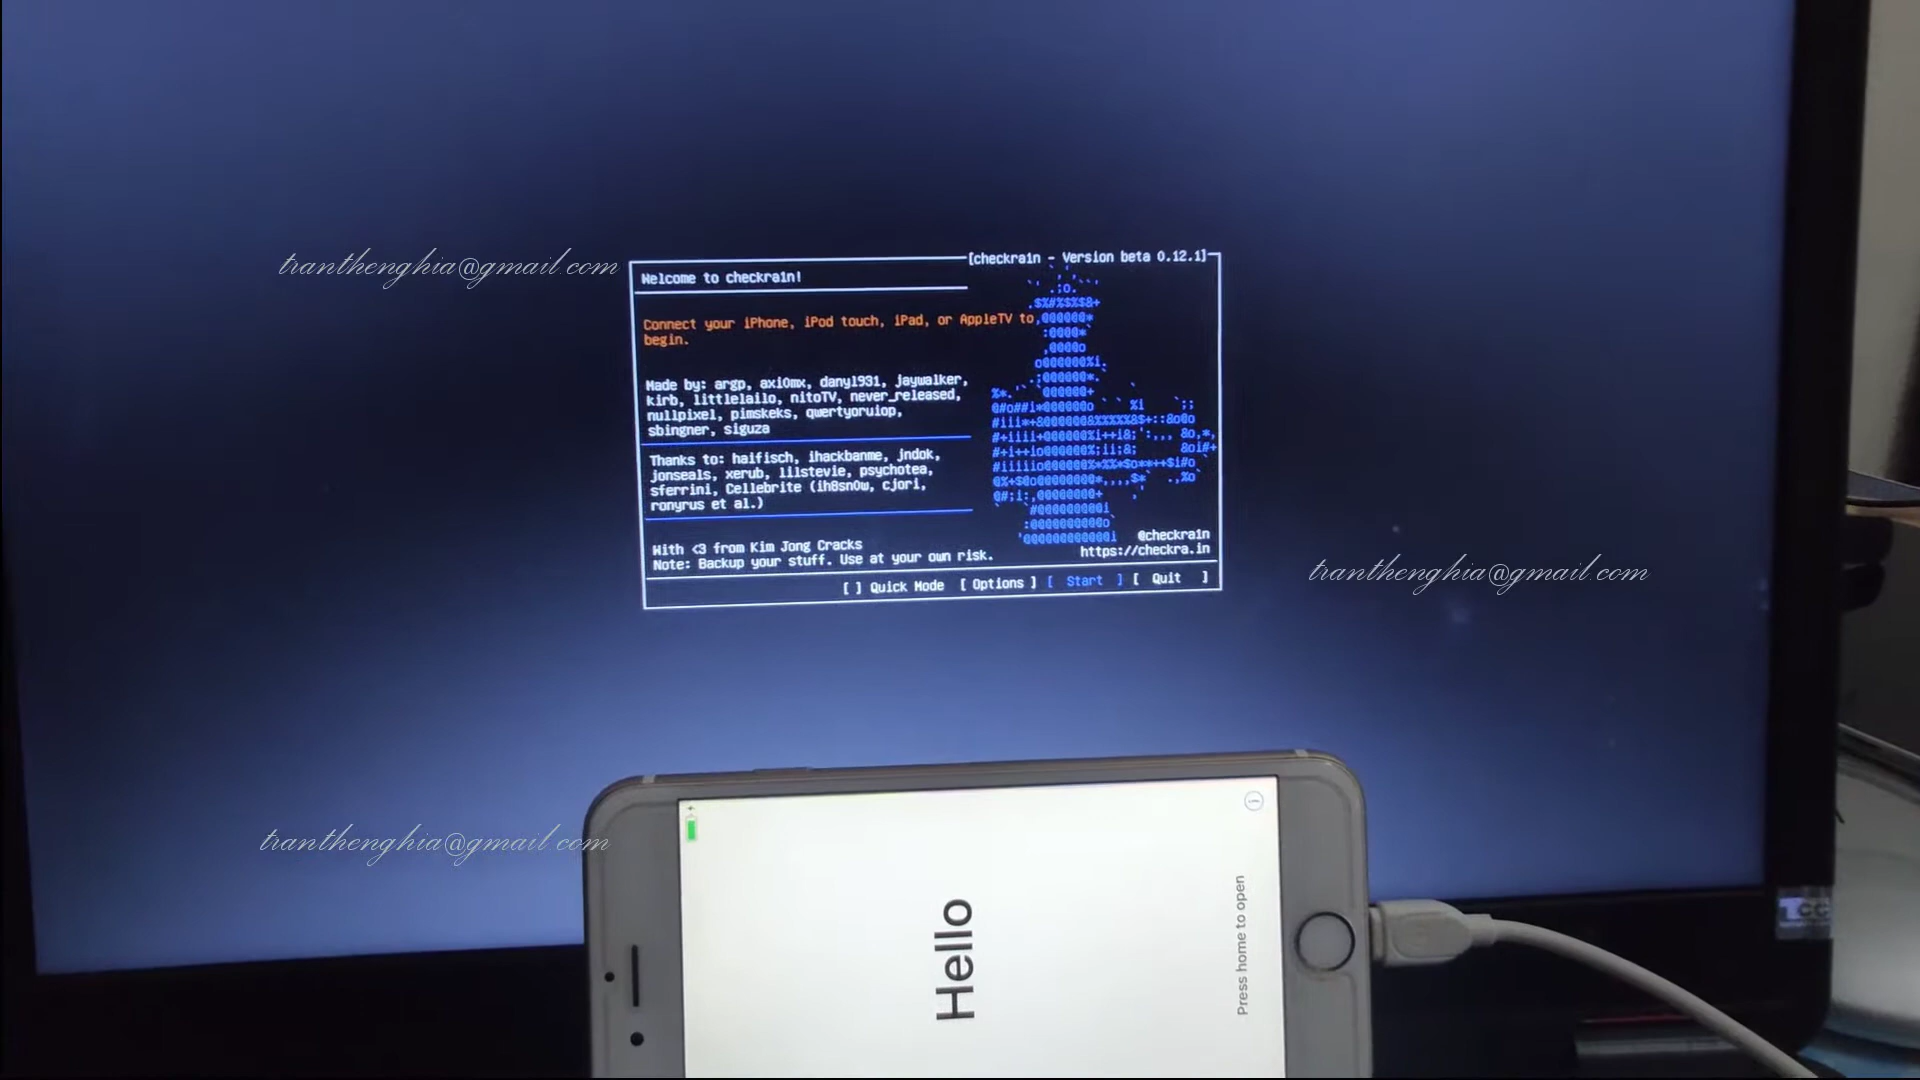 tranthenghia@gmail.com
[checkra1n - Version beta 0.12.1]
Welcome to checkra1n!
Connect your iPhone, iPod touch, iPad, or AppleTV to
begin.
Made by: argp, axi0mx, danyl931, jaywalker,
kirb, littlelailo, nitoTV, never_released,
nullpixel, pimskeks, qwertyoruiop,
sbingner, siguza
Thanks to: haifisch, ihackbanme, jndok,
jonseals, xerub, lilstevie, psychotea,
sferrini, Cellebrite (ih8sn0w, cjori,
ronyrus et al.)
With <3 from Kim Jong Cracks
Note: Backup your stuff. Use at your own risk.
@checkra1n
https://checkra.in
[ ] Quick Mode [ Options ] [ Start ] [ Quit ]
tranthenghia@gmail.com
tranthenghia@gmail.com
Hello
Press home to open